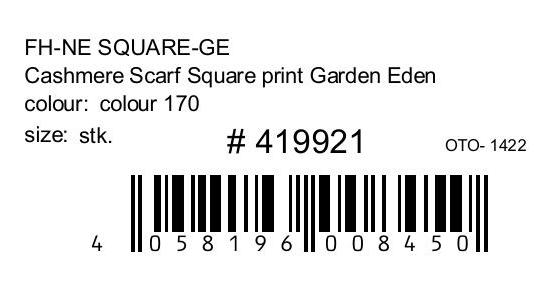 FH-NE SQUARE-GE
Cashmere Scarf Square print Garden Eden
colour: colour 170
size: stk.
# 419921
OTO- 1422
4 058196 008450